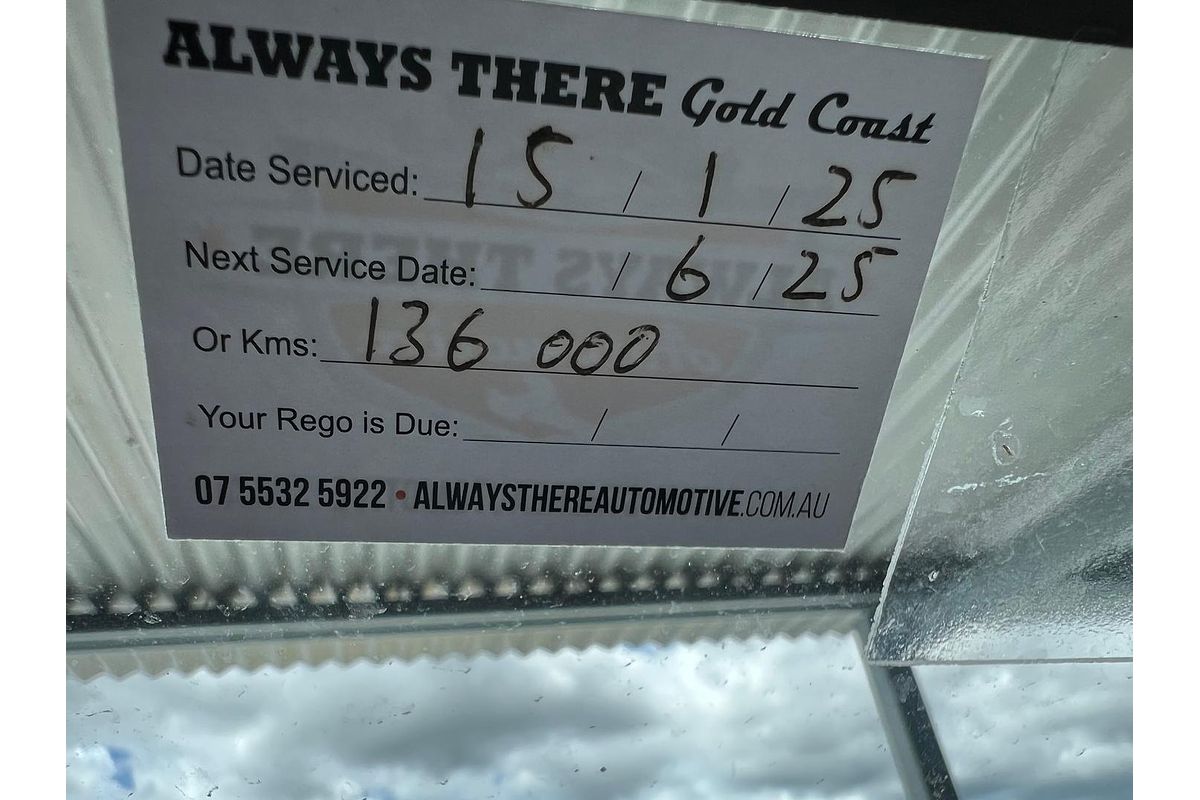 ALWAYS THERE Gold Coast
Date Serviced: 15 / 1 / 25
Next Service Date: / 6 / 25
Or Kms: 136 000
Your Rego is Due: / /
07 5532 5922 • ALWAYSTHEREAUTOMOTIVE.COM.AU